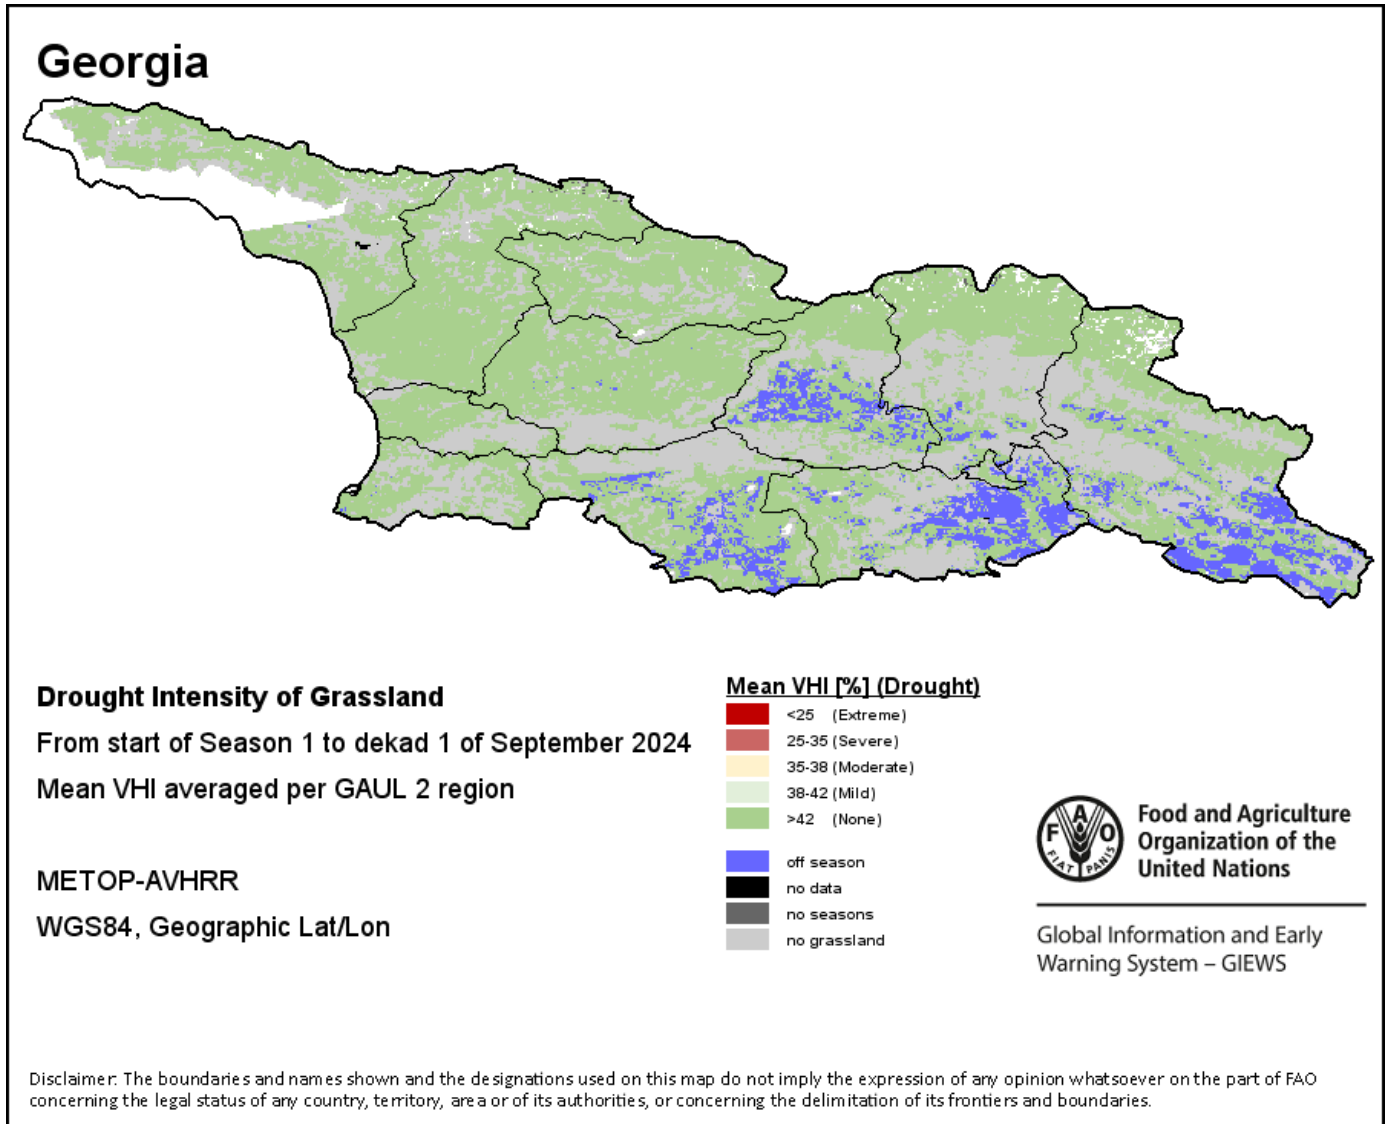 Georgia
Drought Intensity of Grassland
From start of Season 1 to dekad 1 of September 2024
Mean VHI averaged per GAUL 2 region
METOP-AVHRR
WGS84, Geographic Lat/Lon
Mean VHI [%] (Drought)
<25 (Extreme)
25-35 (Severe)
35-38 (Moderate)
38-42 (Mild)
>42 (None)
off season
no data
no seasons
no grassland
F A O
FIAT PANIS
Food and Agriculture
Organization of the
United Nations
Global Information and Early
Warning System – GIEWS
Disclaimer: The boundaries and names shown and the designations used on this map do not imply the expression of any opinion whatsoever on the part of FAO
concerning the legal status of any country, territory, area or of its authorities, or concerning the delimitation of its frontiers and boundaries.